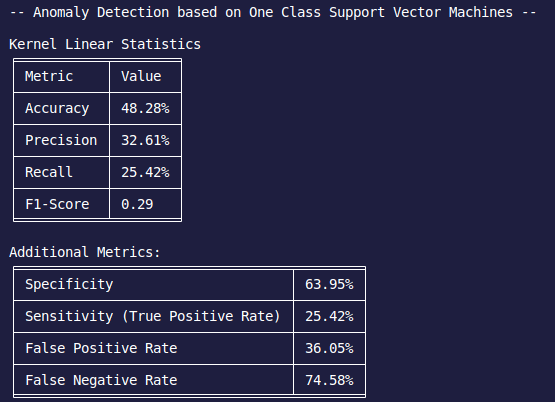 -- Anomaly Detection based on One Class Support Vector Machines --
Kernel Linear Statistics
Metric Value
Accuracy 48.28%
Precision 32.61%
Recall 25.42%
F1-Score 0.29
Additional Metrics:
Specificity 63.95%
Sensitivity (True Positive Rate) 25.42%
False Positive Rate 36.05%
False Negative Rate 74.58%